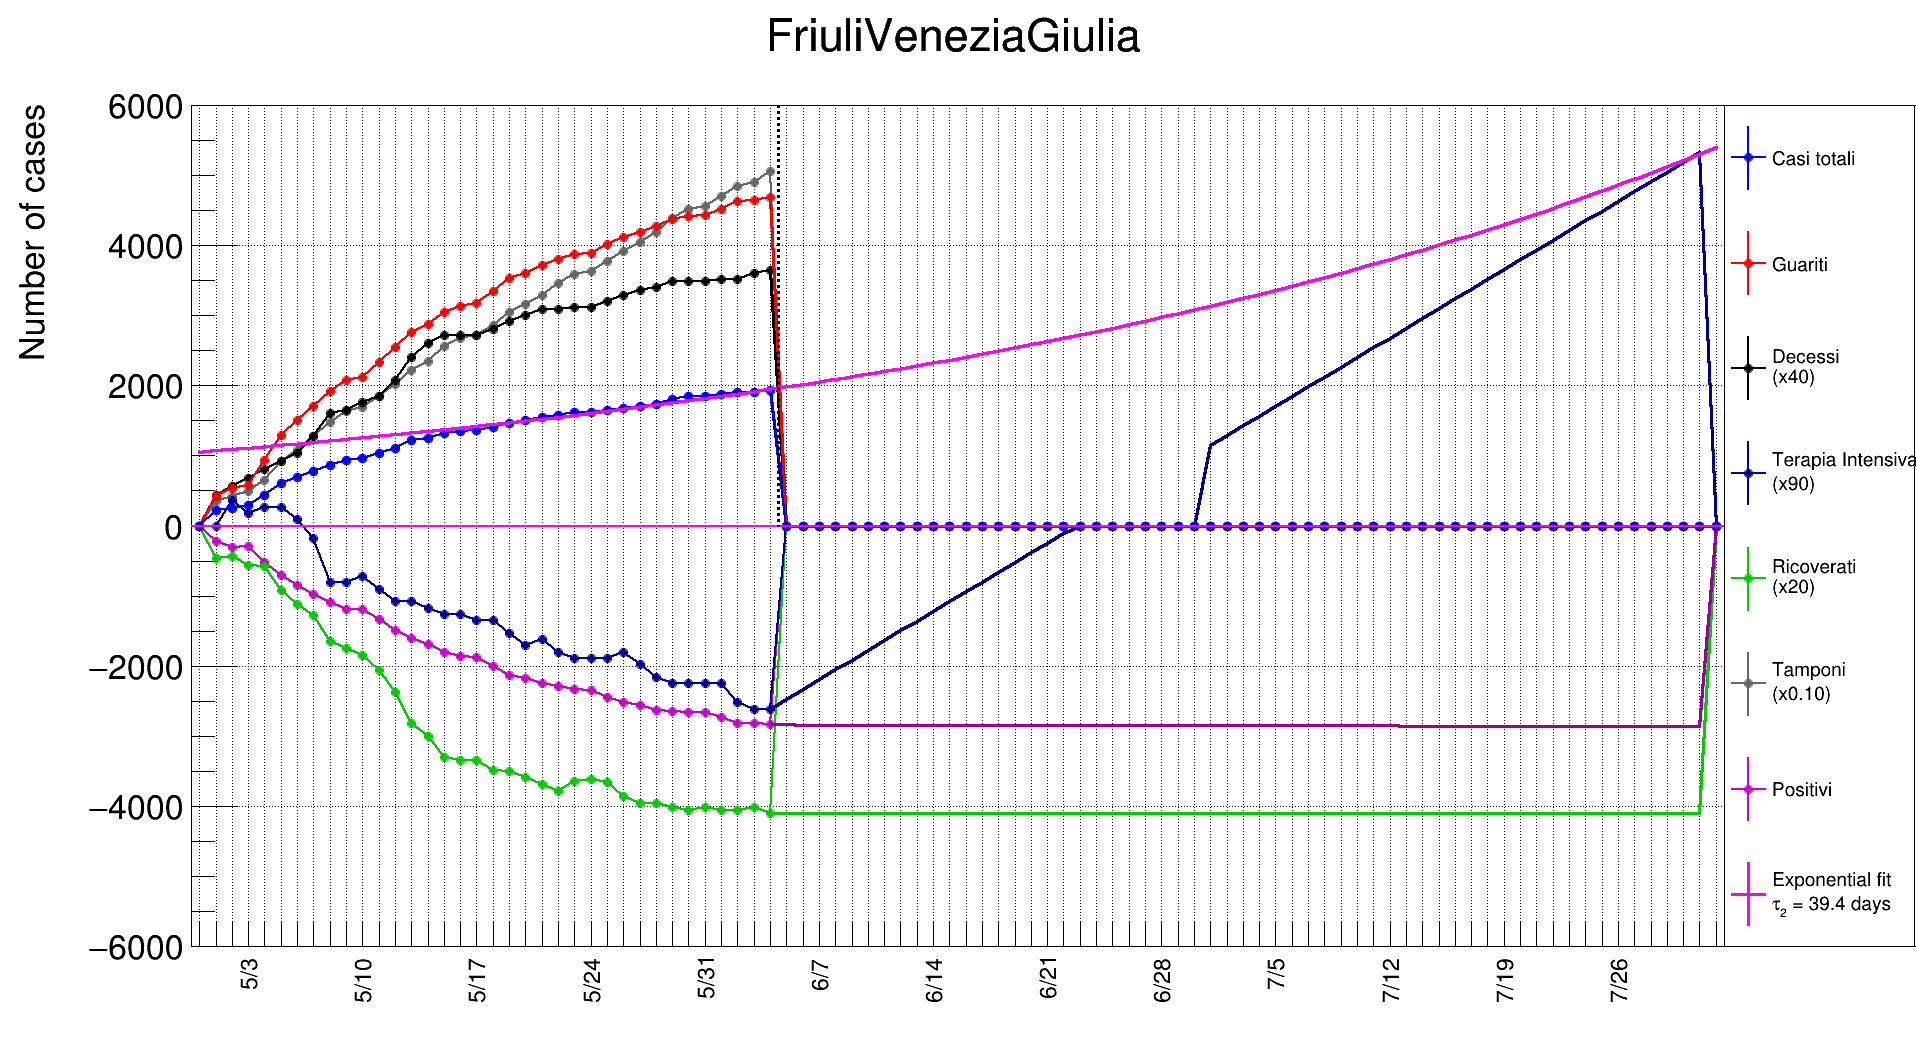 FriuliVeneziaGiulia
Number of cases
6000
4000
2000
0
−2000
−4000
−6000
5/3
5/10
5/17
5/24
5/31
6/7
6/14
6/21
6/28
7/5
7/12
7/19
7/26
Casi totali
Guariti
Decessi
(x40)
Terapia Intensiva
(x90)
Ricoverati
(x20)
Tamponi
(x0.10)
Positivi
Exponential fit
τ₂ = 39.4 days